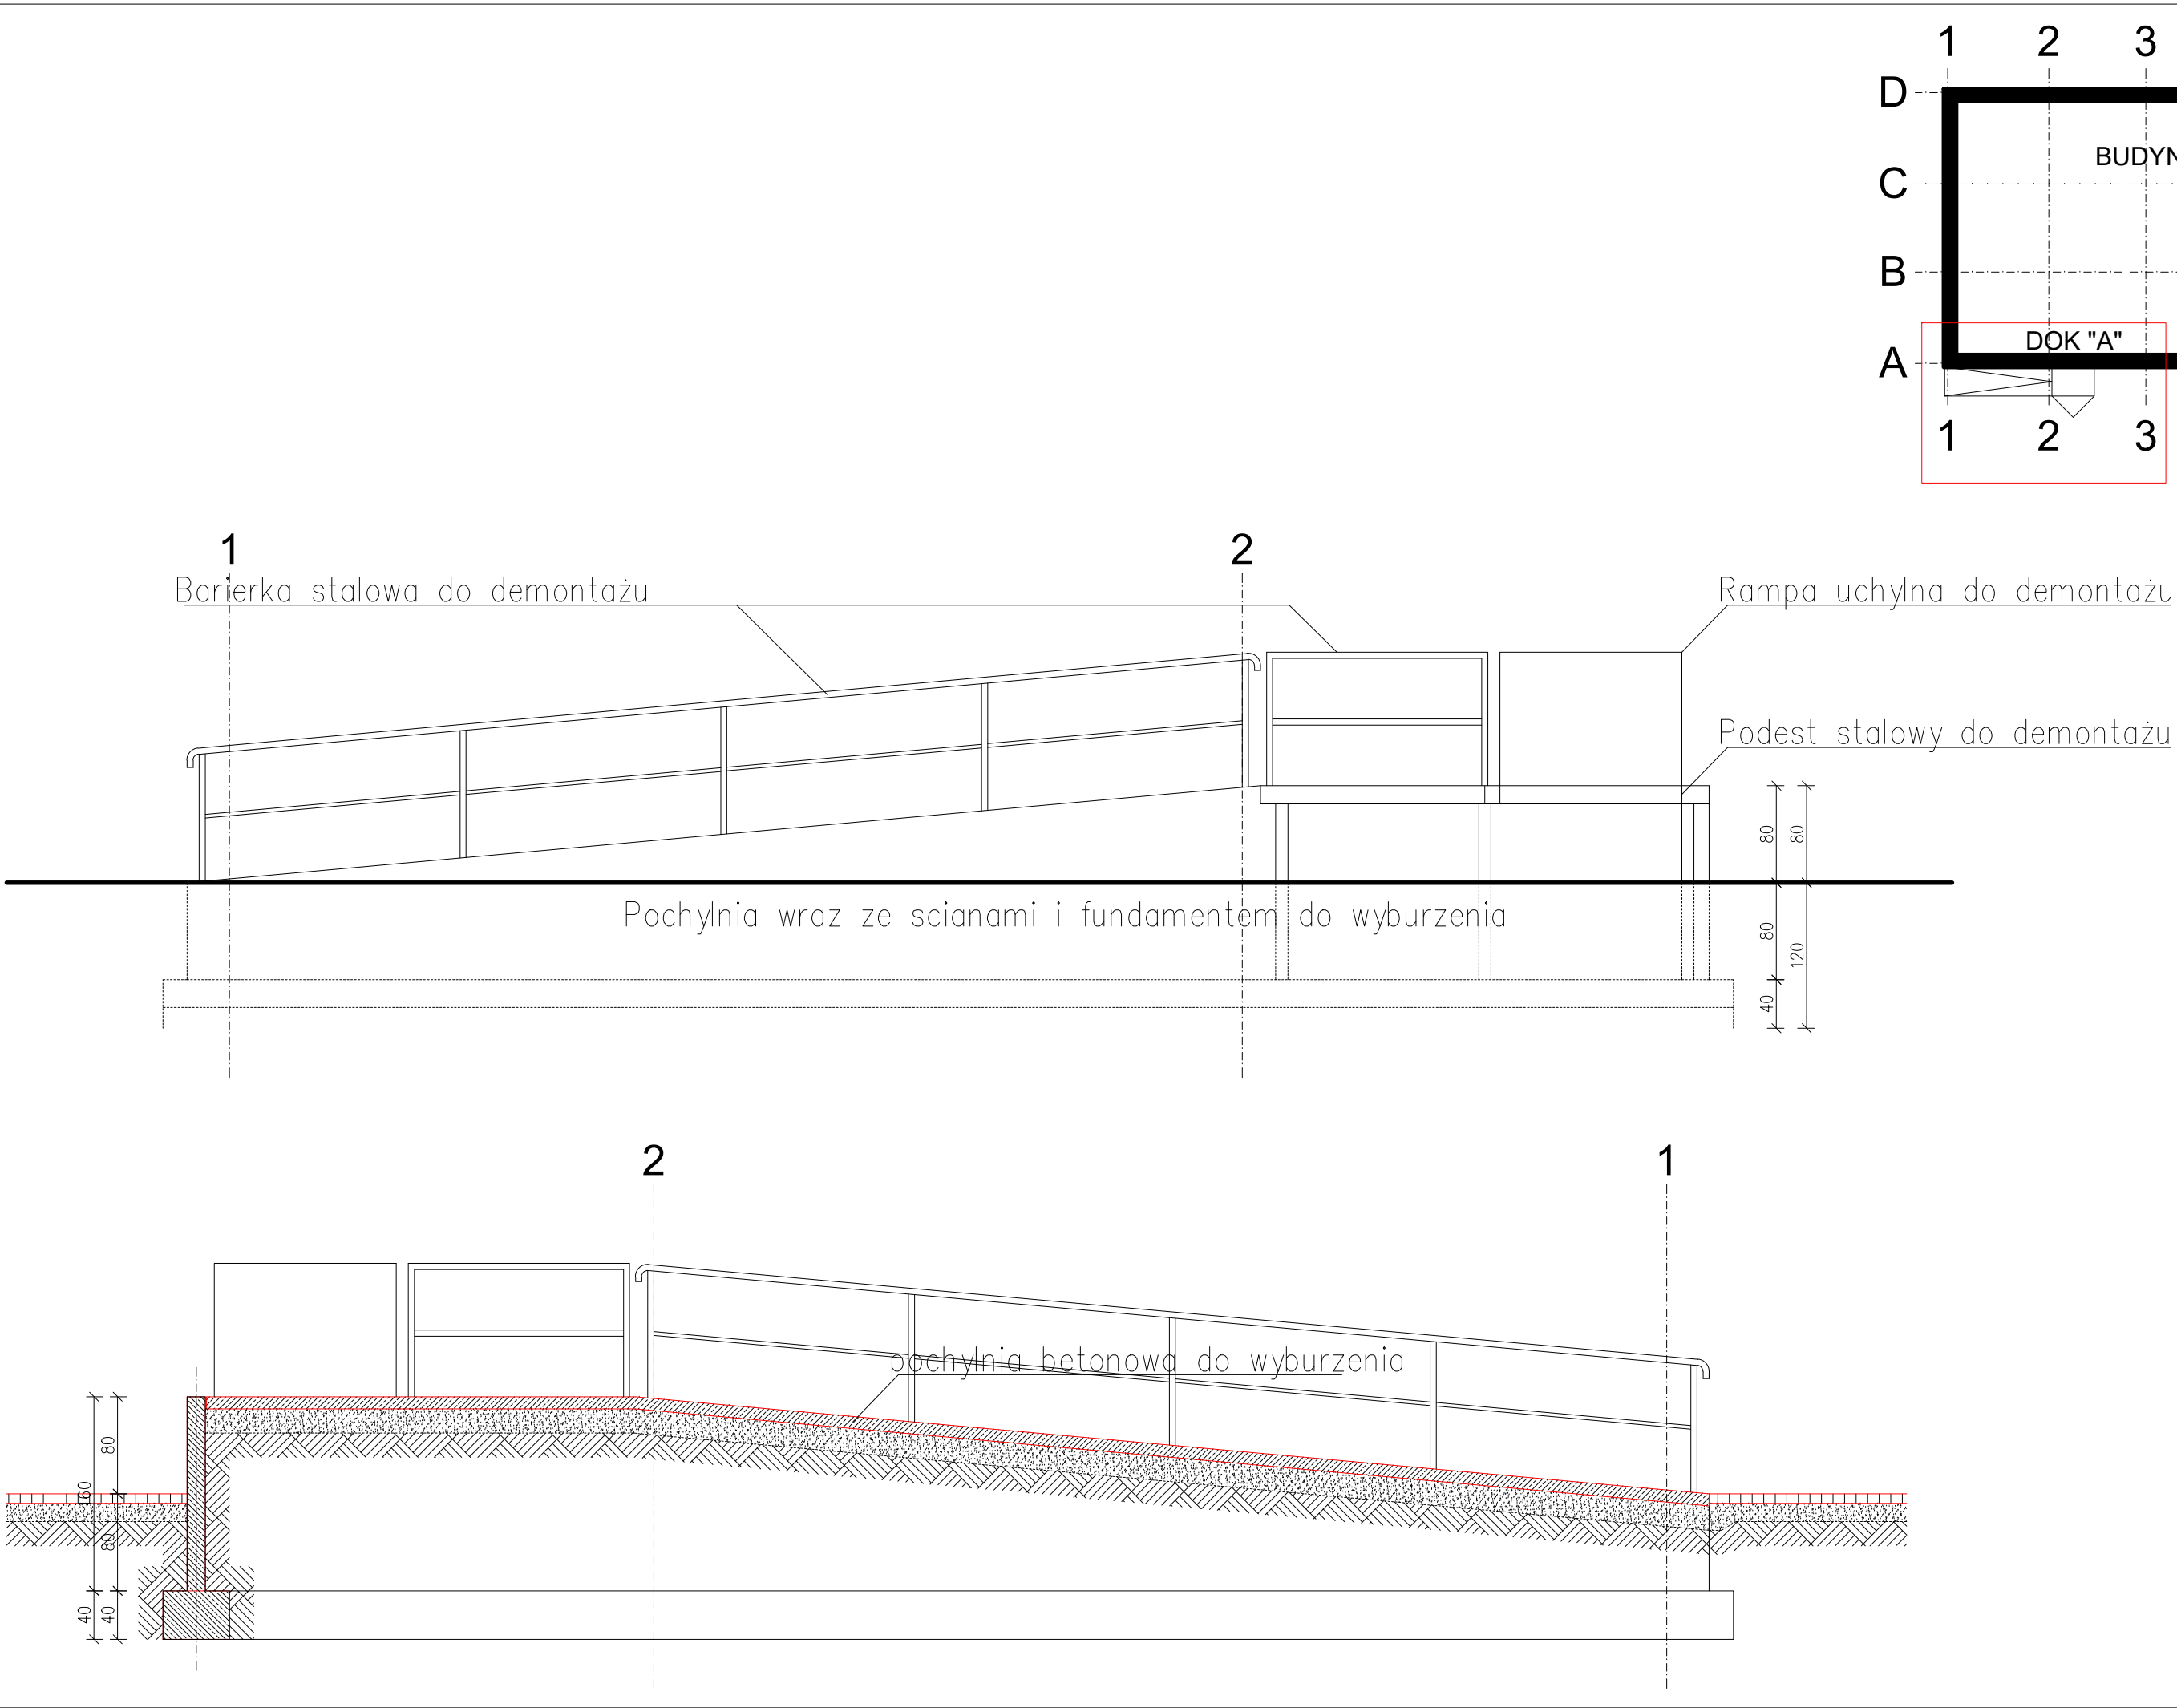 1 2 3
D
BUDYN
C
B
DOK "A"
A
1 2 3
1 2
Barierka stalowa do demontażu
Rampa uchylna do demontażu
Podest stalowy do demontażu
80 80
Pochylnia wraz ze scianami i fundamentem do wyburzenia
80 120
40
2 1
pochylnia betonowa do wyburzenia
80
160
80
40 40